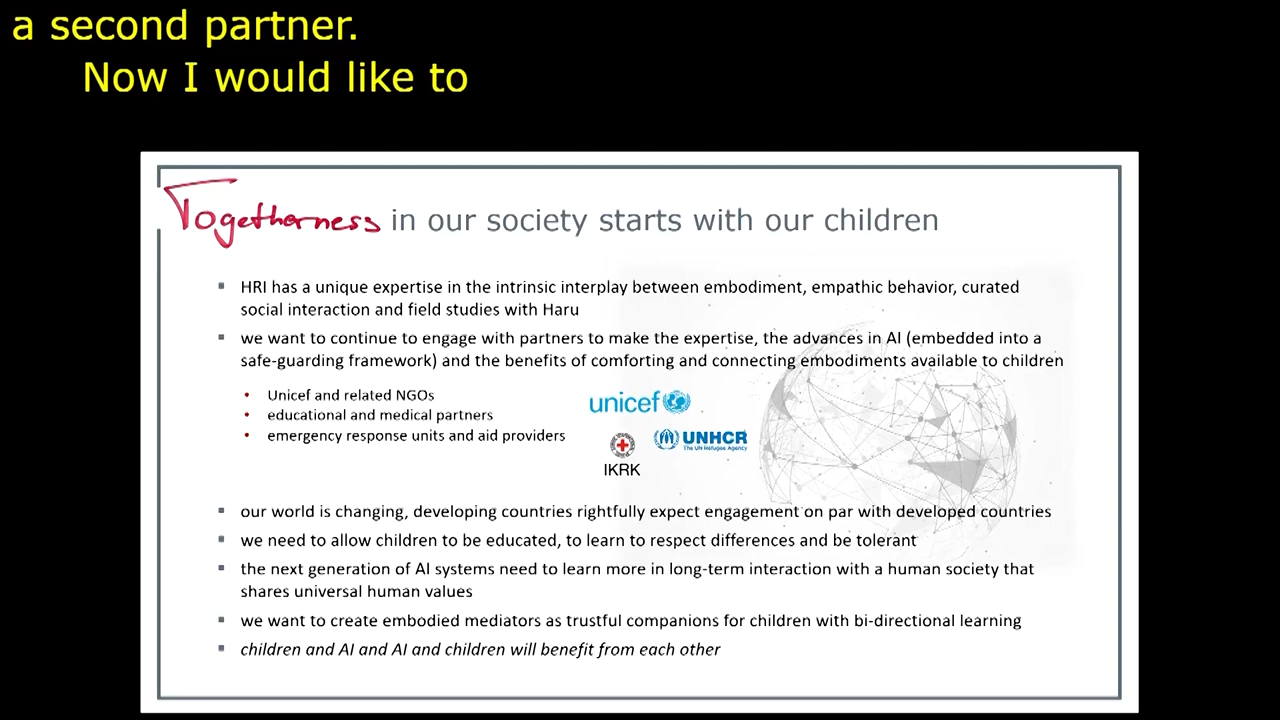 a second partner.
Now I would like to
Togetherness in our society starts with our children
HRI has a unique expertise in the intrinsic interplay between embodiment, empathic behavior, curated
social interaction and field studies with Haru
we want to continue to engage with partners to make the expertise, the advances in AI (embedded into a
safe-guarding framework) and the benefits of comforting and connecting embodiments available to children
Unicef and related NGOs
educational and medical partners
emergency response units and aid providers
unicef
UNHCR
The UN Refugee Agency
IKRK
our world is changing, developing countries rightfully expect engagement on par with developed countries
we need to allow children to be educated, to learn to respect differences and be tolerant
the next generation of AI systems need to learn more in long-term interaction with a human society that
shares universal human values
we want to create embodied mediators as trustful companions for children with bi-directional learning
children and AI and AI and children will benefit from each other